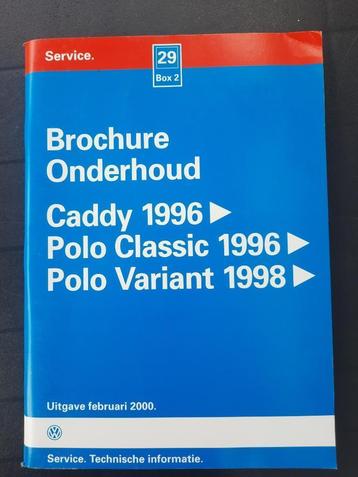 Service.
29
Box 2
Brochure
Onderhoud
Caddy 1996 ►
Polo Classic 1996 ►
Polo Variant 1998 ►
Uitgave februari 2000.
Service. Technische informatie.